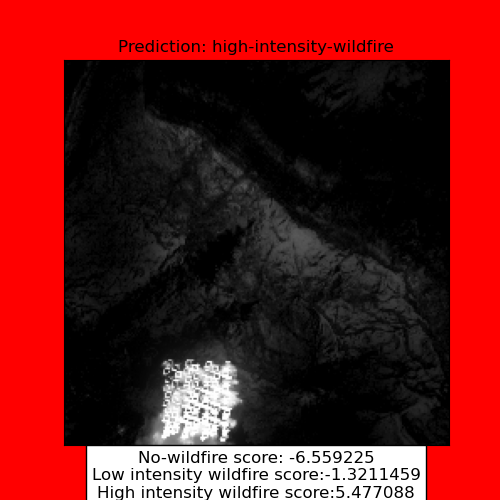 Prediction: high-intensity-wildfire
No-wildfire score: -6.559225
Low intensity wildfire score:-1.3211459
High intensity wildfire score:5.477088